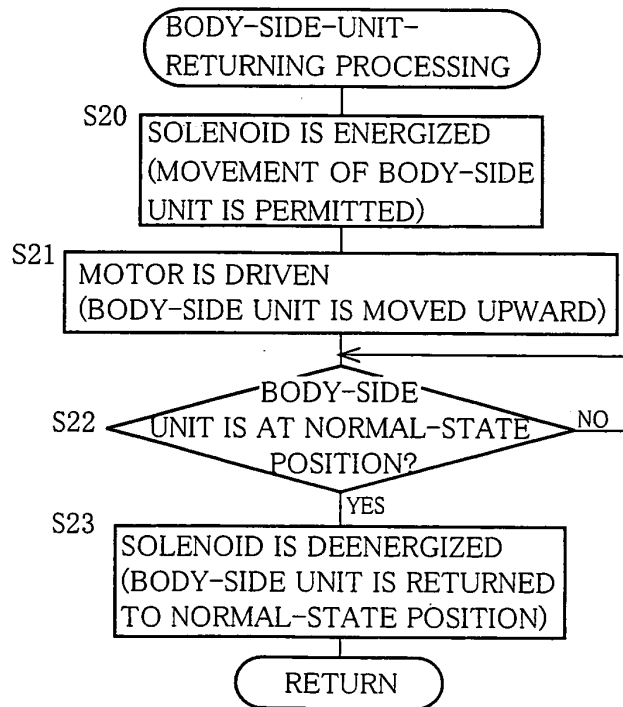 BODY-SIDE-UNIT-
RETURNING PROCESSING
S20
SOLENOID IS ENERGIZED
(MOVEMENT OF BODY-SIDE
UNIT IS PERMITTED)
S21
MOTOR IS DRIVEN
(BODY-SIDE UNIT IS MOVED UPWARD)
BODY-SIDE
S22
UNIT IS AT NORMAL-STATE
NO
POSITION?
YES
S23
SOLENOID IS DEENERGIZED
(BODY-SIDE UNIT IS RETURNED
TO NORMAL-STATE POSITION)
RETURN